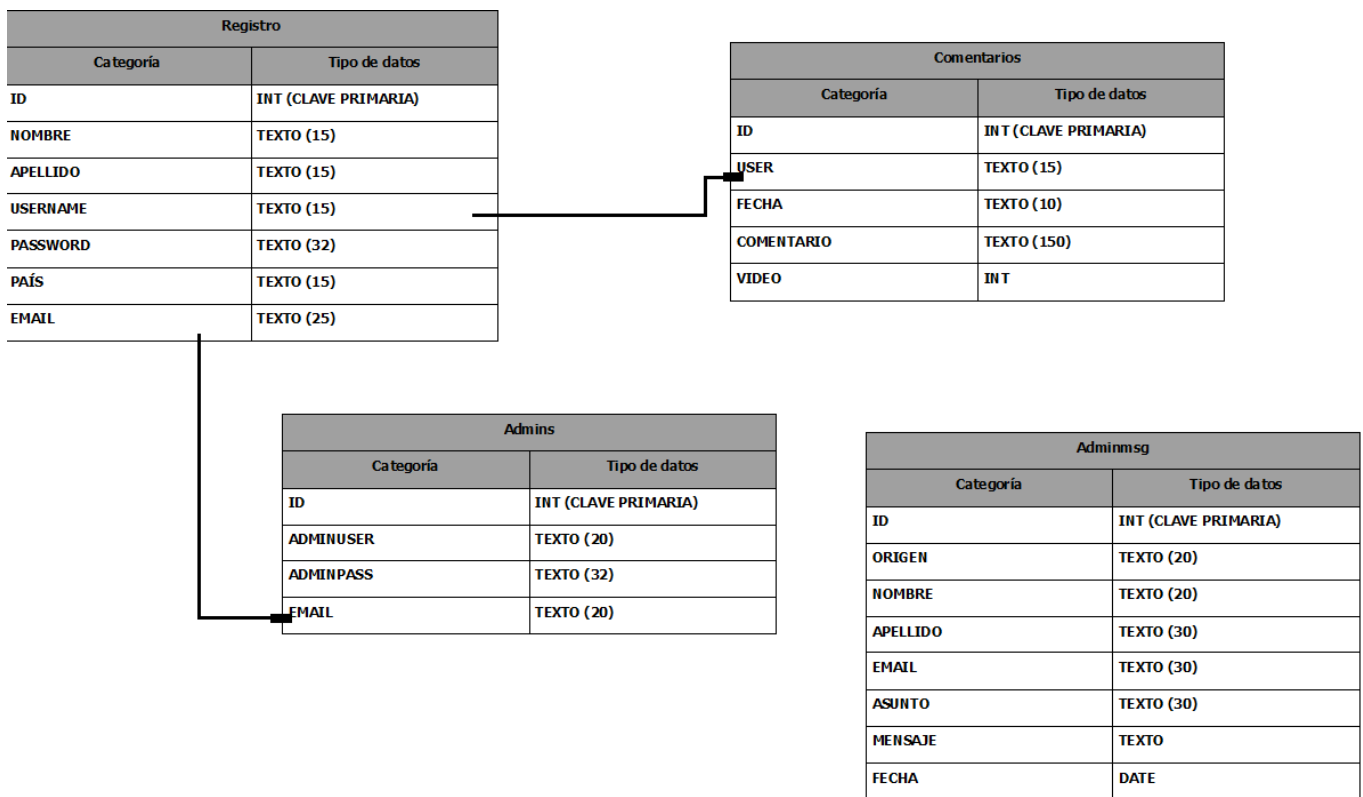 Registro
Categoría Tipo de datos
ID INT (CLAVE PRIMARIA)
NOMBRE TEXTO (15)
APELLIDO TEXTO (15)
USERNAME TEXTO (15)
PASSWORD TEXTO (32)
PAÍS TEXTO (15)
EMAIL TEXTO (25)
Comentarios
Categoría Tipo de datos
ID INT (CLAVE PRIMARIA)
USER TEXTO (15)
FECHA TEXTO (10)
COMENTARIO TEXTO (150)
VIDEO INT
Admins
Categoría Tipo de datos
ID INT (CLAVE PRIMARIA)
ADMINUSER TEXTO (20)
ADMINPASS TEXTO (32)
EMAIL TEXTO (20)
Adminmsg
Categoría Tipo de datos
ID INT (CLAVE PRIMARIA)
ORIGEN TEXTO (20)
NOMBRE TEXTO (20)
APELLIDO TEXTO (30)
EMAIL TEXTO (30)
ASUNTO TEXTO (30)
MENSAJE TEXTO
FECHA DATE